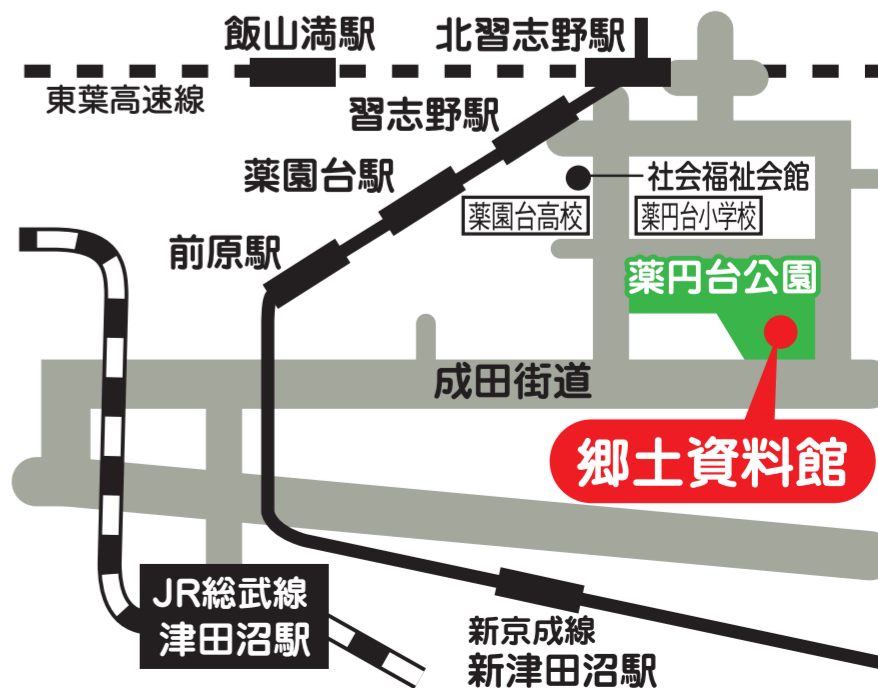 飯山満駅
北習志野駅
東葉高速線
習志野駅
薬園台駅
社会福祉会館
薬園台高校
薬円台小学校
前原駅
薬円台公園
成田街道
郷土資料館
JR総武線
津田沼駅
新京成線
新津田沼駅